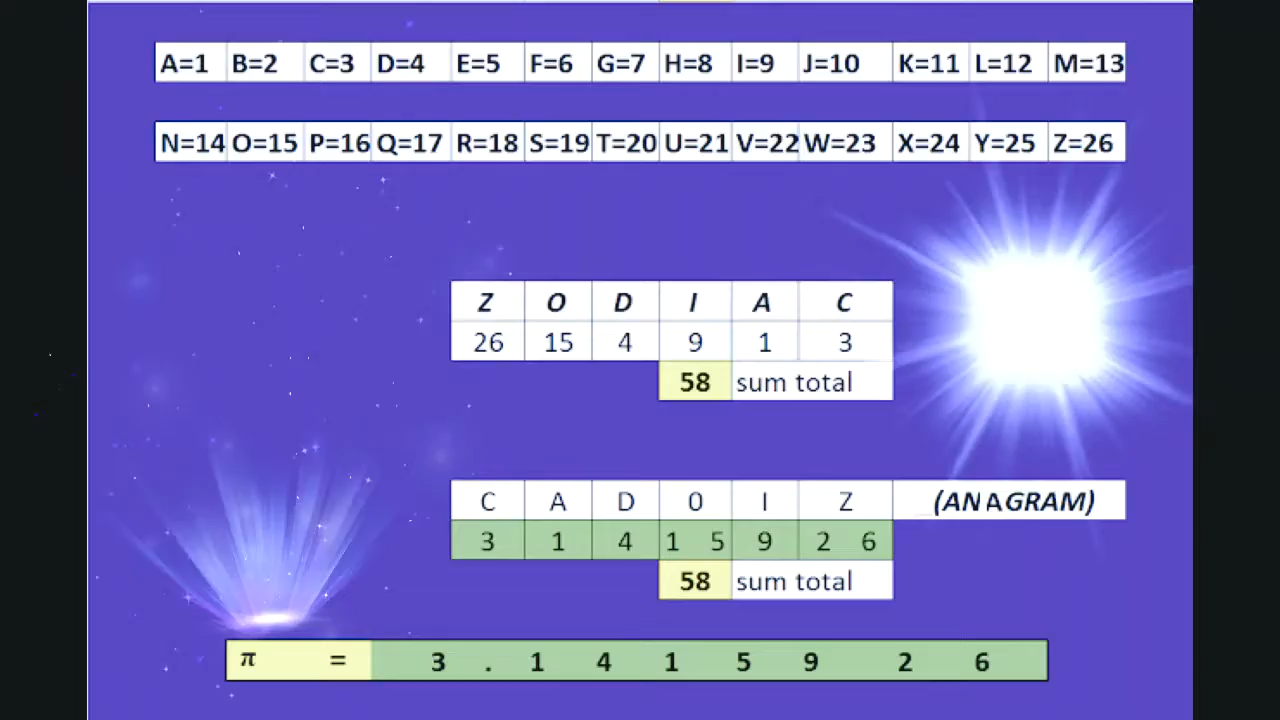 A=1 B=2 C=3 D=4 E=5 F=6 G=7 H=8 I=9 J=10 K=11 L=12 M=13
N=14 O=15 P=16 Q=17 R=18 S=19 T=20 U=21 V=22 W=23 X=24 Y=25 Z=26
Z O D I A C
26 15 4 9 1 3
58 sum total
C A D O I Z (ANAGRAM)
3 1 4 1 5 9 2 6
58 sum total
π = 3 . 1 4 1 5 9 2 6